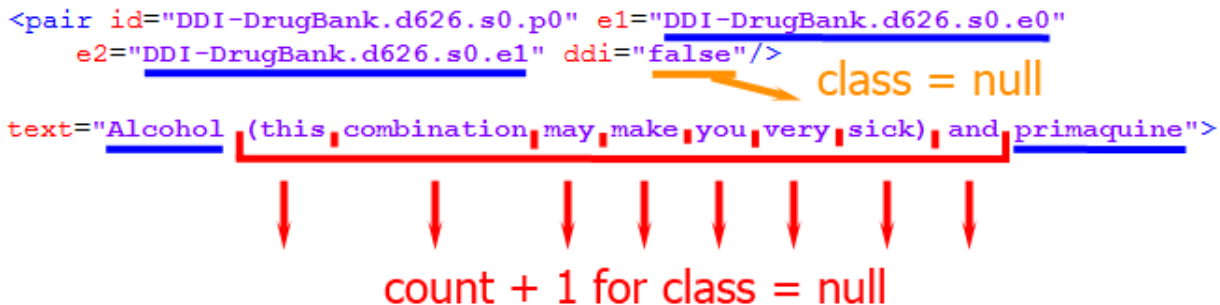 <pair id="DDI-DrugBank.d626.s0.p0" e1="DDI-DrugBank.d626.s0.e0"
e2="DDI-DrugBank.d626.s0.e1" ddi="false"/>
class = null
text="Alcohol (this combination may make you very sick) and primaquine">
count + 1 for class = null